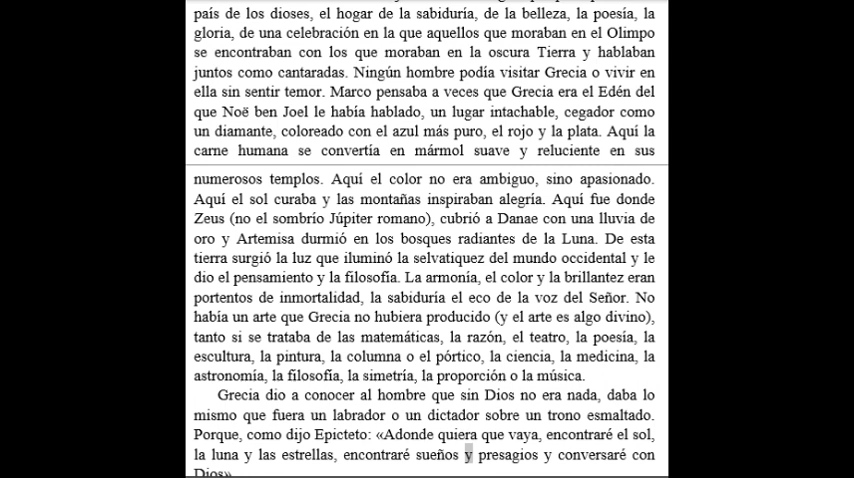 país de los dioses, el hogar de la sabiduría, de la belleza, la poesía, la
gloria, de una celebración en la que aquellos que moraban en el Olimpo
se encontraban con los que moraban en la oscura Tierra y hablaban
juntos como cantaradas. Ningún hombre podía visitar Grecia o vivir en
ella sin sentir temor. Marco pensaba a veces que Grecia era el Edén del
que Noë ben Joel le había hablado, un lugar intachable, cegador como
un diamante, coloreado con el azul más puro, el rojo y la plata. Aquí la
carne humana se convertía en mármol suave y reluciente en sus
numerosos templos. Aquí el color no era ambiguo, sino apasionado.
Aquí el sol curaba y las montañas inspiraban alegría. Aquí fue donde
Zeus (no el sombrío Júpiter romano), cubrió a Danae con una lluvia de
oro y Artemisa durmió en los bosques radiantes de la Luna. De esta
tierra surgió la luz que iluminó la selvatiquez del mundo occidental y le
dio el pensamiento y la filosofía. La armonía, el color y la brillantez eran
portentos de inmortalidad, la sabiduría el eco de la voz del Señor. No
había un arte que Grecia no hubiera producido (y el arte es algo divino),
tanto si se trataba de las matemáticas, la razón, el teatro, la poesía, la
escultura, la pintura, la columna o el pórtico, la ciencia, la medicina, la
astronomía, la filosofía, la simetría, la proporción o la música.
Grecia dio a conocer al hombre que sin Dios no era nada, daba lo
mismo que fuera un labrador o un dictador sobre un trono esmaltado.
Porque, como dijo Epicteto: «Adonde quiera que vaya, encontraré el sol,
la luna y las estrellas, encontraré sueños y presagios y conversaré con
Dios»